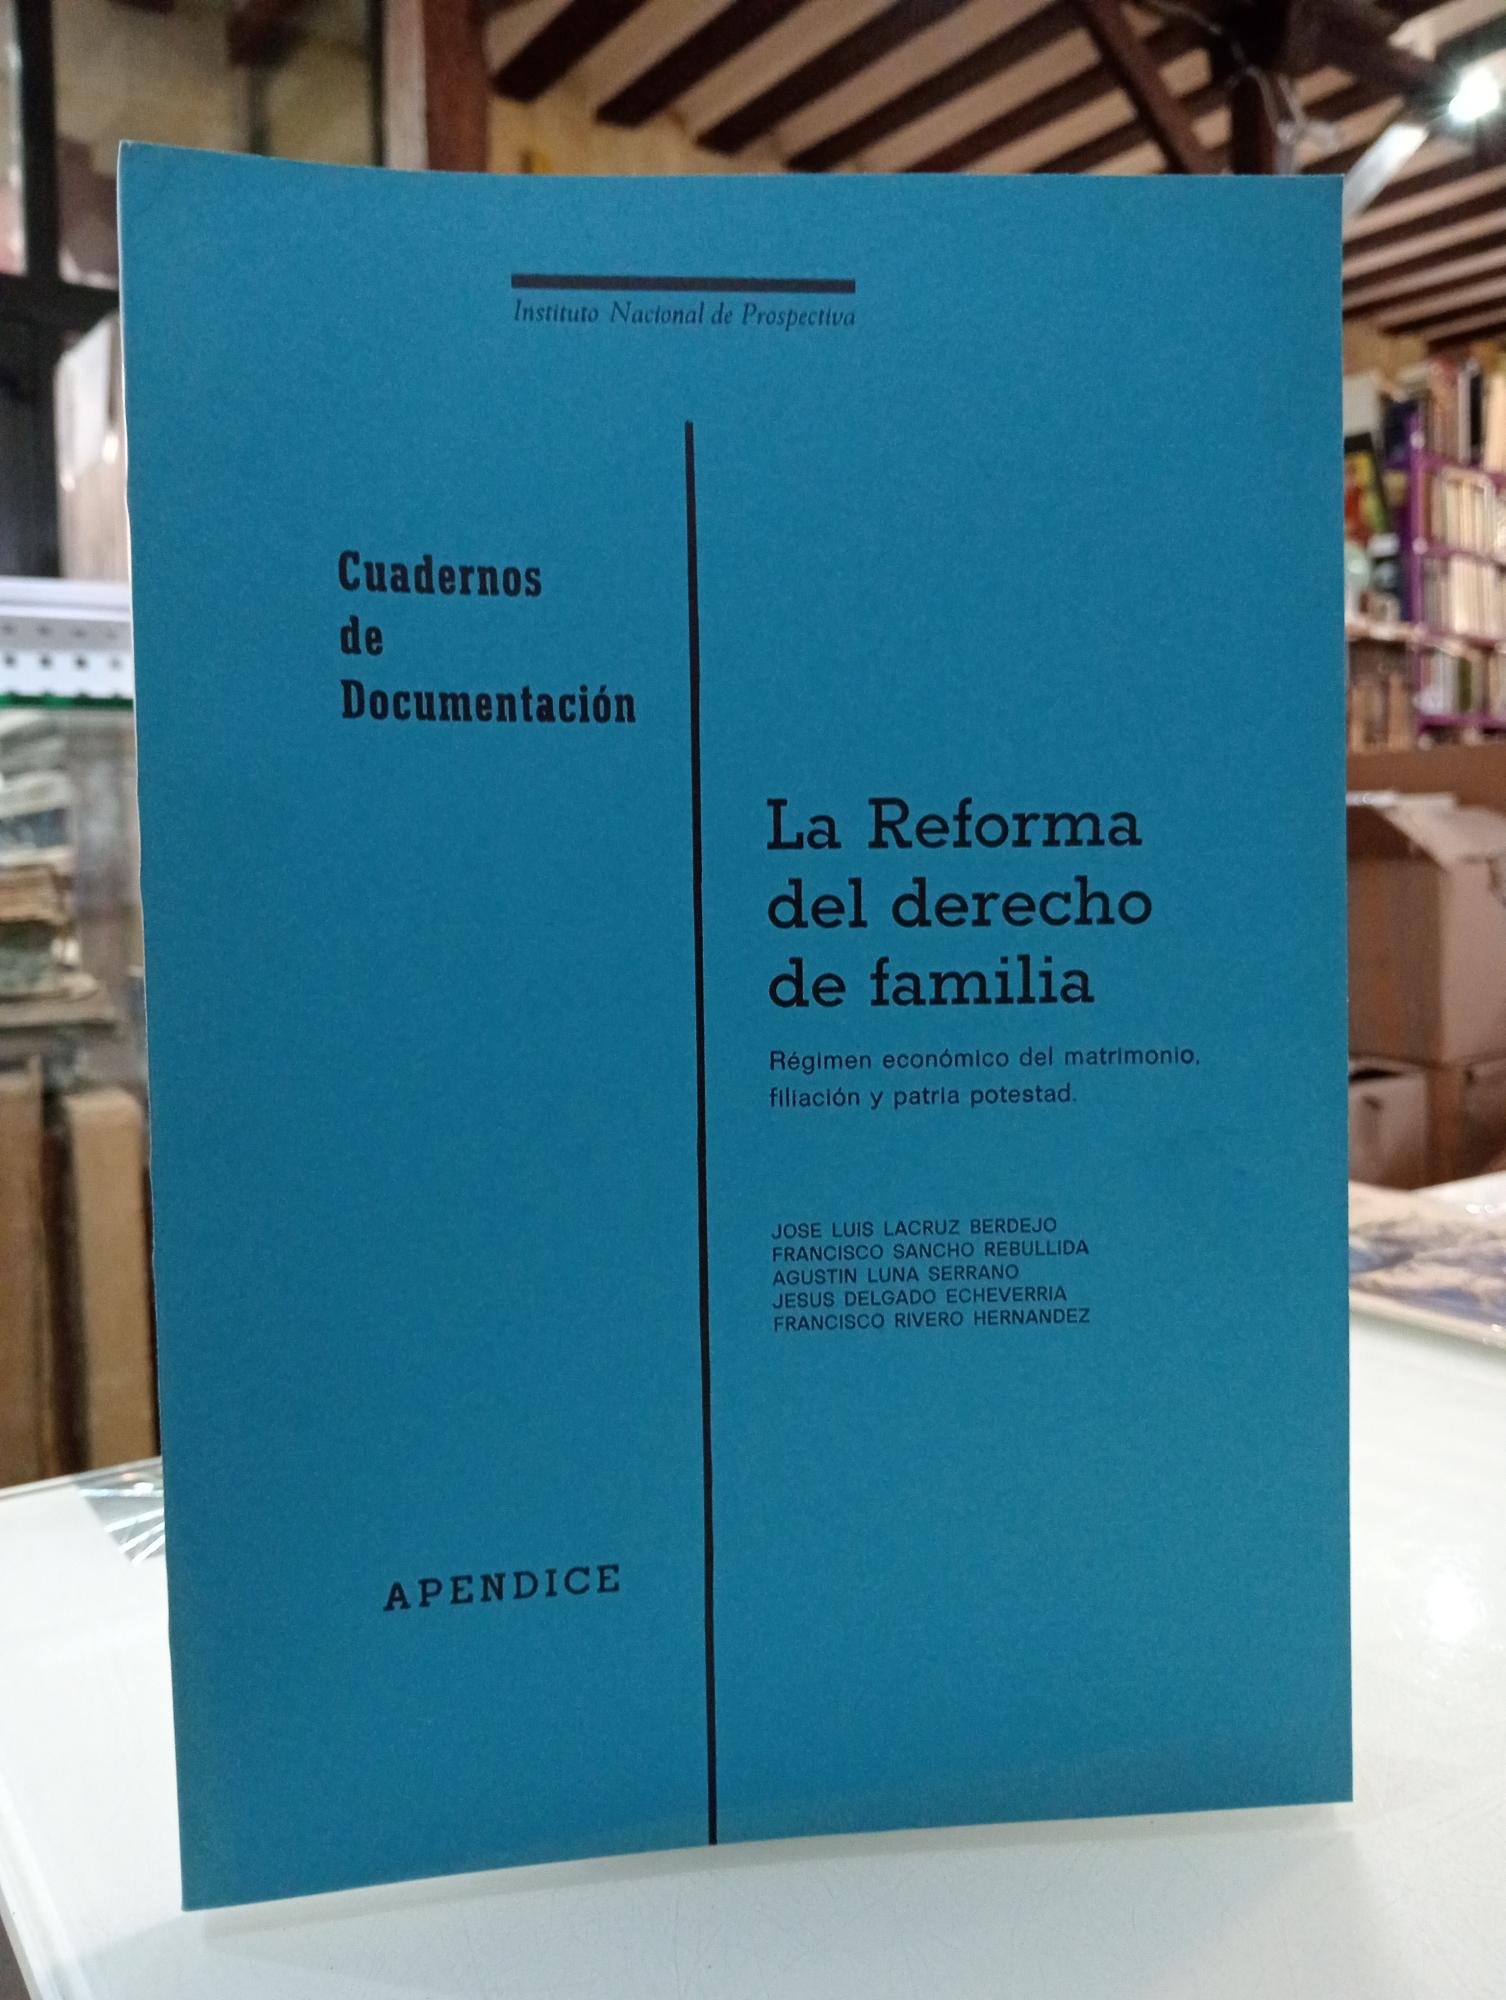 Instituto Nacional de Prospectiva
Cuadernos
de
Documentación
La Reforma
del derecho
de familia
Régimen económico del matrimonio,
filiación y patria potestad.
JOSE LUIS LACRUZ BERDEJO
FRANCISCO SANCHO REBULLIDA
AGUSTIN LUNA SERRANO
JESUS DELGADO ECHEVERRIA
FRANCISCO RIVERO HERNANDEZ
APENDICE